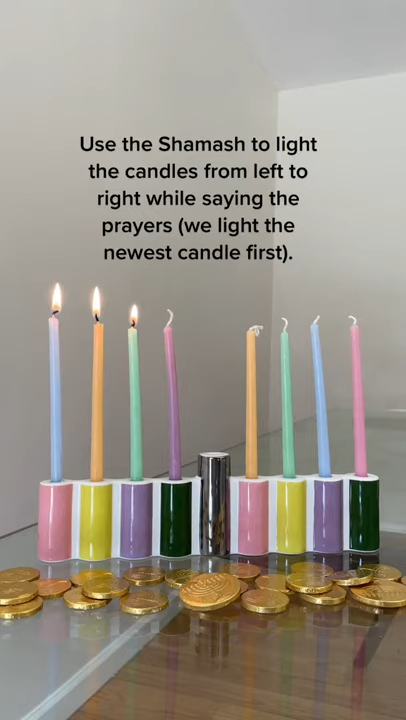 Use the Shamash to light
the candles from left to
right while saying the
prayers (we light the
newest candle first).